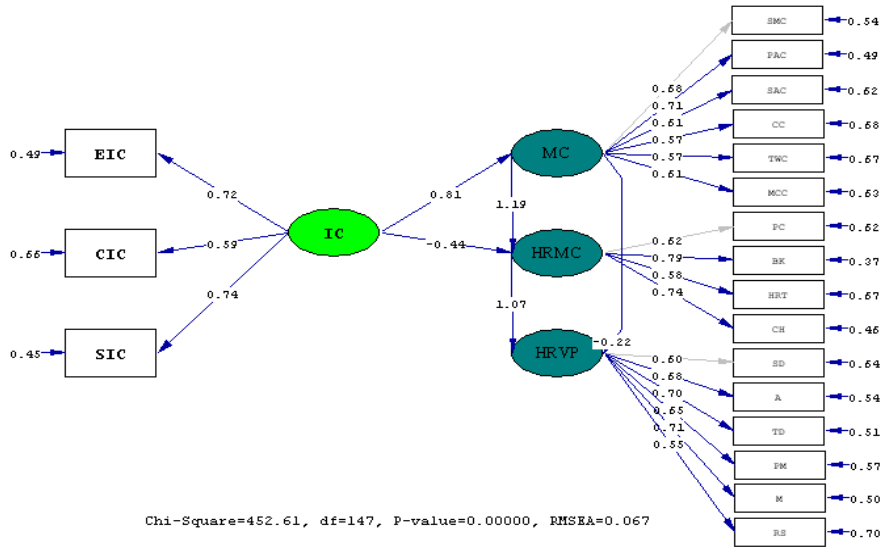 SMC 0.54
PAC 0.49
0.68
0.71
SAC 0.62
0.61
CC 0.68
0.57
0.49 EIC
MC
0.57
TWC 0.67
0.61
MCC 0.63
0.72
0.81
1.19
PC 0.62
IC
0.59
-0.44
0.62
0.66 CIC
HRMC
0.79
BK 0.37
0.58
HRT 0.67
0.74
0.74
1.07
CH 0.46
-0.22
0.45 SIC
HRVP
0.60
SD 0.64
0.68
0.70
A 0.54
0.65
0.71
TD 0.51
0.55
PM 0.57
M 0.50
Chi-Square=452.61, df=147, P-value=0.00000, RMSEA=0.067
RS 0.70